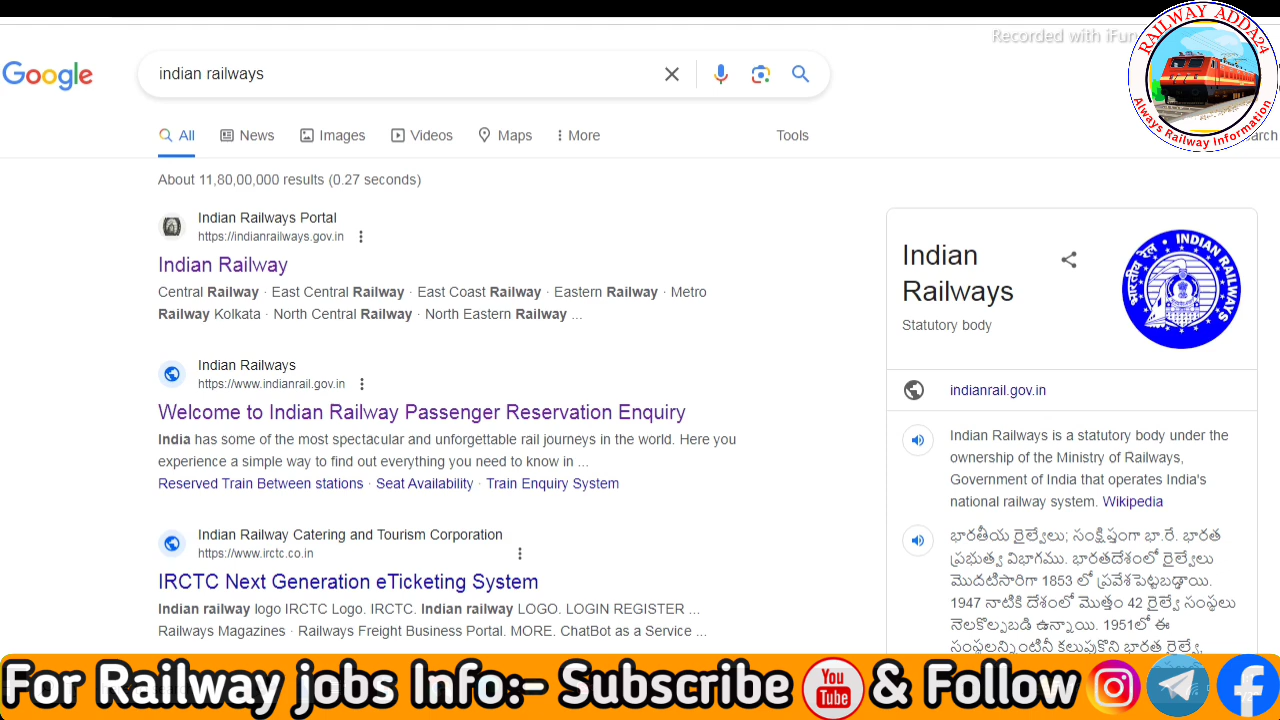 Recorded with iFun
RAILWAY ADDA24
Always Railway Information
Google
indian railways
All
News
Images
Videos
Maps
More
Tools
About 11,80,00,000 results (0.27 seconds)
Indian Railways Portal
https://indianrailways.gov.in
Indian Railway
Central Railway · East Central Railway · East Cost Railway · Eastern Railway · Metro
Railway Kolkata · North Central Railway · North Eastern Railway ...
Indian Railways
https://www.indianrail.gov.in
Welcome to Indian Railway Passenger Reservation Enquiry
India has some of the most spectacular and unforgettable rail journeys in the world. Here you
experience a simple way to find out everything you need to know in ...
Reserved Train Between stations · Seat Availability · Train Enquiry System
Indian Railway Catering and Tourism Corporation
https://www.irctc.co.in
IRCTC Next Generation eTicketing System
Indian railway logo IRCTC Logo. IRCTC. Indian railway LOGO. LOGIN REGISTER ...
Railways Magazines · Railways Freight Business Portal. MORE. ChatBot as a Service ...
Indian
Railways
Statutory body
भारतीय रेल • INDIAN RAILWAYS
indianrail.gov.in
Indian Railways is a statutory body under the
ownership of the Ministry of Railways,
Government of India that operates India's
national railway system. Wikipedia
భారతీయ రైల్వేలు; సంక్షిప్తంగా భా.రే. భారత
ప్రభుత్వ విభాగము. భారతదేశంలో రైల్వేలు
మొదటిసారిగా 1853 లో ప్రవేశపెట్టబడ్డాయి.
1947 నాటికి దేశంలో మొత్తం 42 రైల్వే సంస్థలు
నెలకొల్పబడి ఉన్నాయి. 1951లో ఈ
సంస్థలన్నింటినీ కలుపుకొని భారత రైల్వే,
For Railway jobs Info:- Subscribe You Tube & Follow